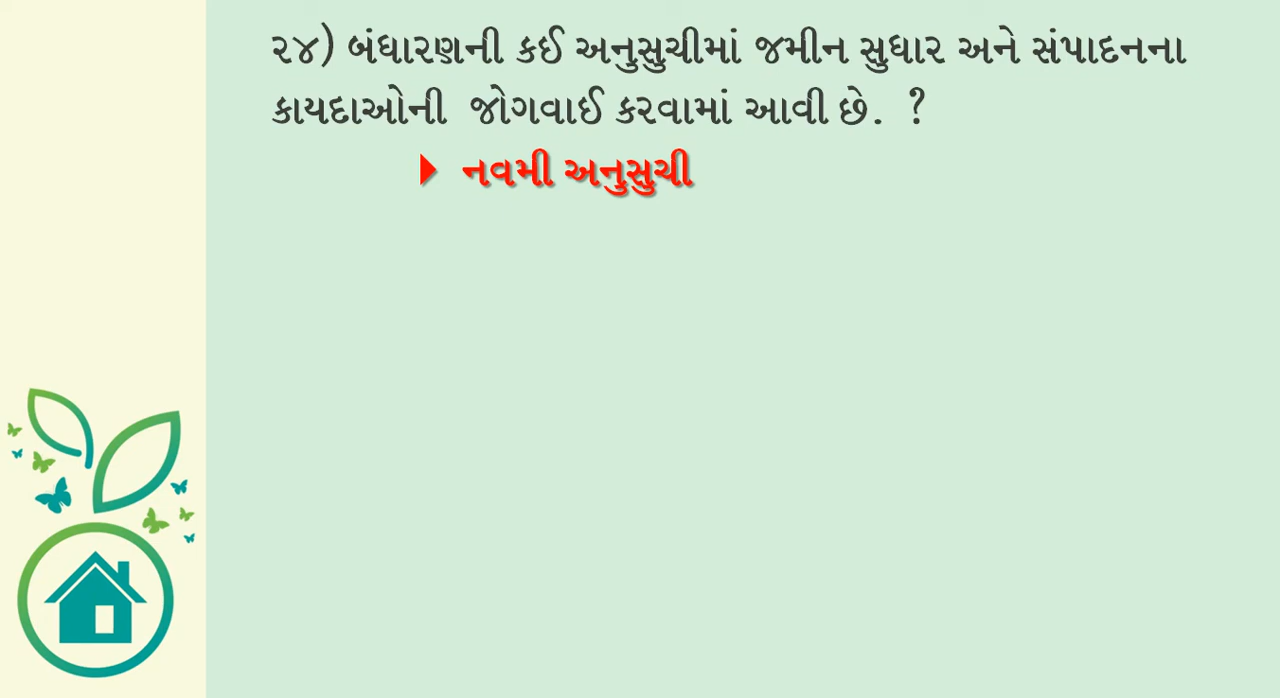 ૨૪) બંધારણની કઈ અનુસુચીમાં જમીન સુધાર અને સંપાદનના
કાયદાઓની જોગવાઈ કરવામાં આવી છે. ?
નવમી અનુસુચી